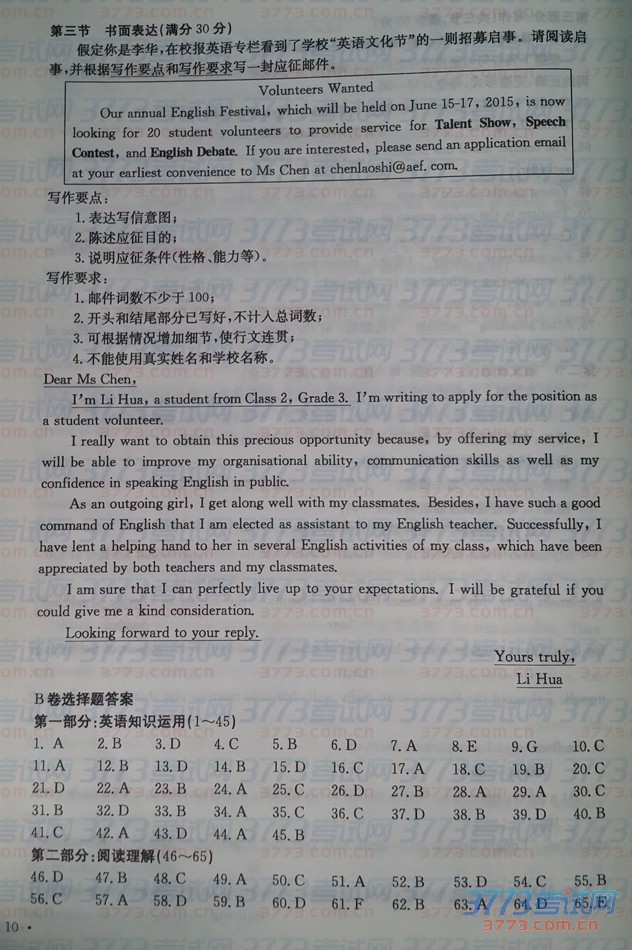 第三节 书面表达(满分30分)
假定你是李华,在校报英语专栏看到了学校“英语文化节”的一则招募启事。请阅读启
事,并根据写作要点和写作要求写一封应征邮件。
Volunteers Wanted
Our annual English Festival, which will be held on June 15-17, 2015, is now
looking for 20 student volunteers to provide service for Talent Show, Speech
Contest, and English Debate. If you are interested, please send an application email
at your earliest convenience to Ms Chen at chenlaoshi@aef.com.
写作要点:
1. 表达写信意图;
2. 陈述应征目的;
3. 说明应征条件(性格、能力等)。
写作要求:
1. 邮件词数不少于100;
2. 开头和结尾部分已写好,不计入总词数;
3. 可根据情况增加细节,使行文连贯;
4. 不能使用真实姓名和学校名称。
Dear Ms Chen,
I'm Li Hua, a student from Class 2, Grade 3. I'm writing to apply for the position as
a student volunteer.
I really want to obtain this precious opportunity because, by offering my service, I
will be able to improve my organisational ability, communication skills as well as my
confidence in speaking English in public.
As an outgoing girl, I get along well with my classmates. Besides, I have such a good
command of English that I am elected as assistant to my English teacher. Successfully, I
have lent a helping hand to her in several English activities of my class, which have been
appreciated by both teachers and my classmates.
I am sure that I can perfectly live up to your expectations. I will be grateful if you
could give me a kind consideration.
Looking forward to your reply.
Yours truly,
Li Hua
B卷选择题答案
第一部分:英语知识运用(1~45)
1. A 2. B 3. D 4. C 5. B 6. D 7. A 8. E 9. G 10. C
11. A 12. B 13. D 14. B 15. D 16. C 17. A 18. C 19. B 20. C
21. D 22. A 23. B 24. A 25. C 26. D 27. B 28. A 29. A 30. C
31. B 32. D 33. B 34. A 35. C 36. C 37. D 38. B 39. D 40. B
41. C 42. A 43. D 44. A 45. B
第二部分:阅读理解(46~65)
46. D 47. B 48. C 49. A 50. C 51. A 52. B 53. D 54. C 55. B
56. C 57. A 58. D 59. B 60. D 61. F 62. B 63. A 64. D 65. E
10 ·
3773考试网
3773.com.cn